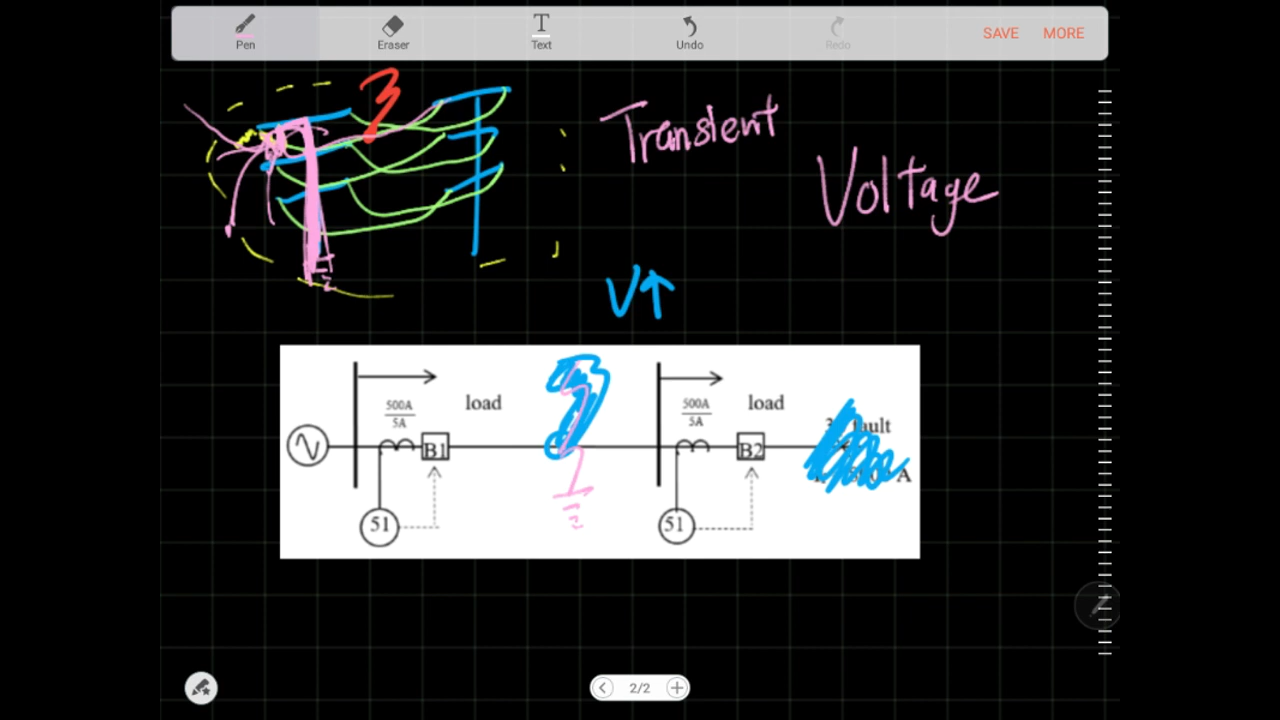 Pen Eraser Text Undo Redo SAVE MORE
3
Transient
Voltage
V↑
500A
5A
load
500A
5A
load
B1
B2
fault
A
51
51
2/2